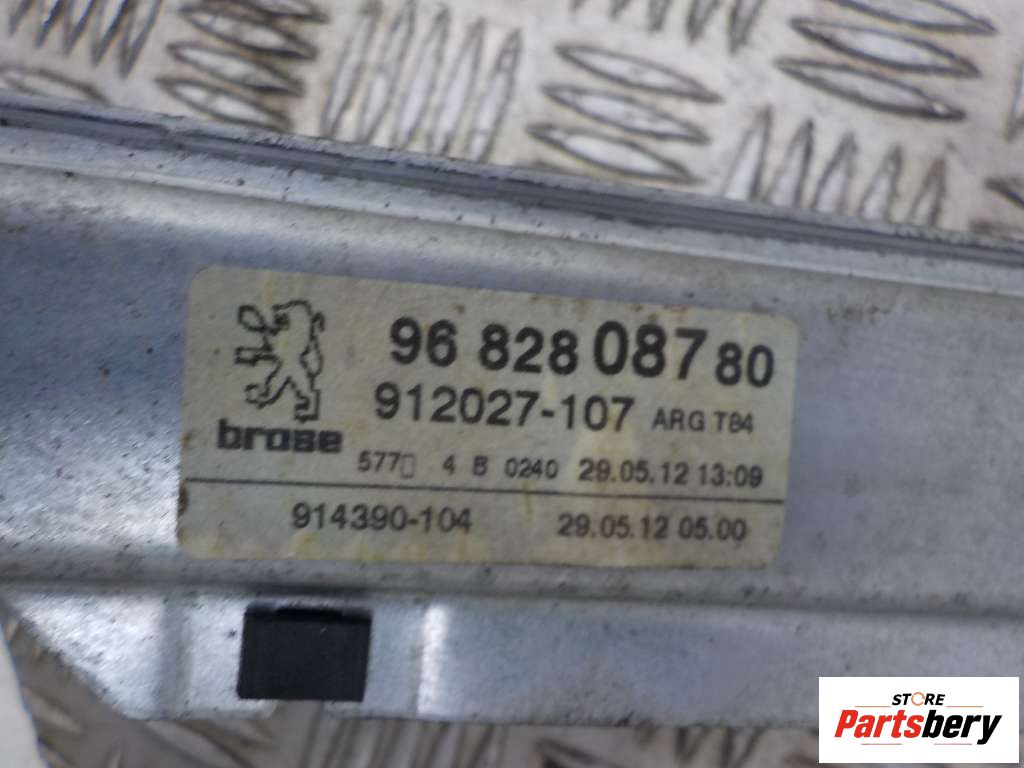 96 828 087 80
912027-107 ARG T84
brose
577▯ 4 B 0240 29.05.12 13:09
914390-104 29.05.12 05.00
STORE
Partsbery